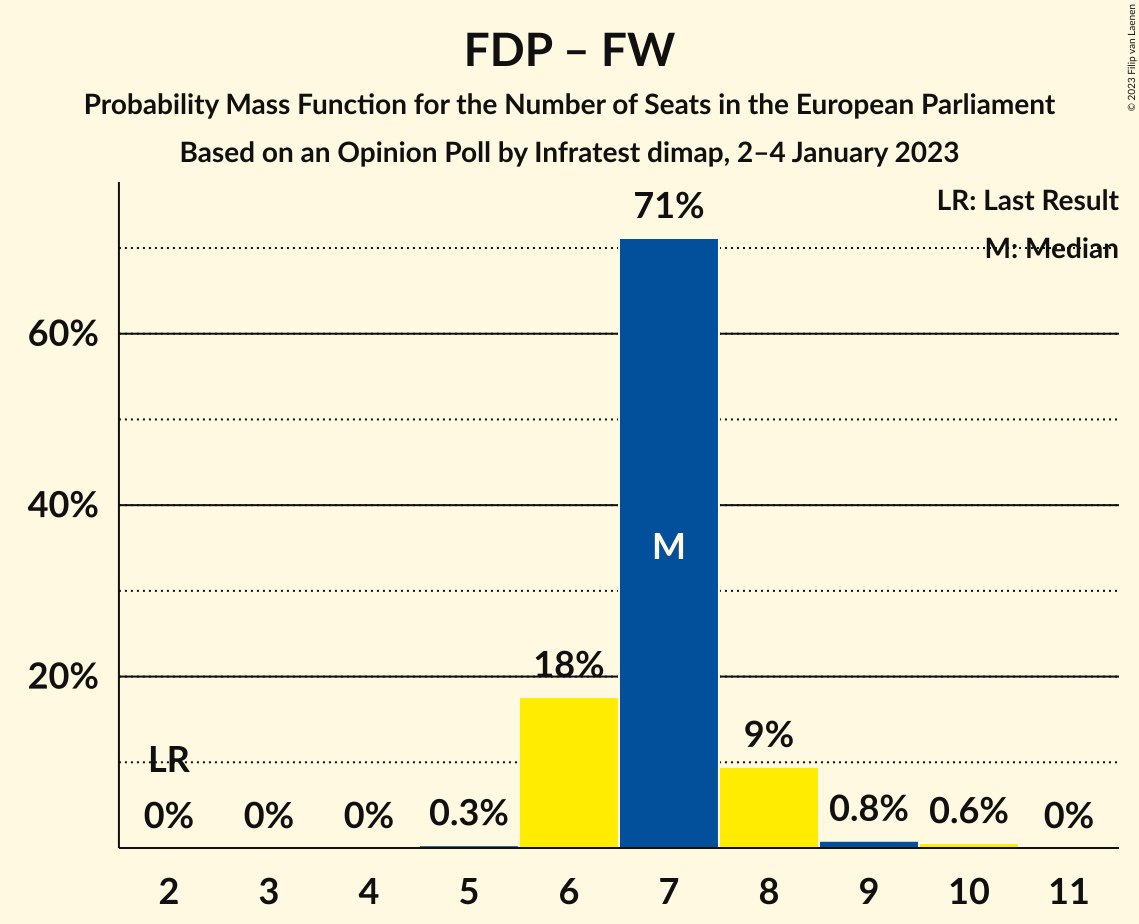 FDP – FW
Probability Mass Function for the Number of Seats in the European Parliament
Based on an Opinion Poll by Infratest dimap, 2–4 January 2023
© 2023 Filip van Laenen
LR: Last Result
M: Median
71%
60%
40%
M
20%
18%
9%
LR
0%
0%
0%
0.3%
0.8%
0.6%
0%
2
3
4
5
6
7
8
9
10
11